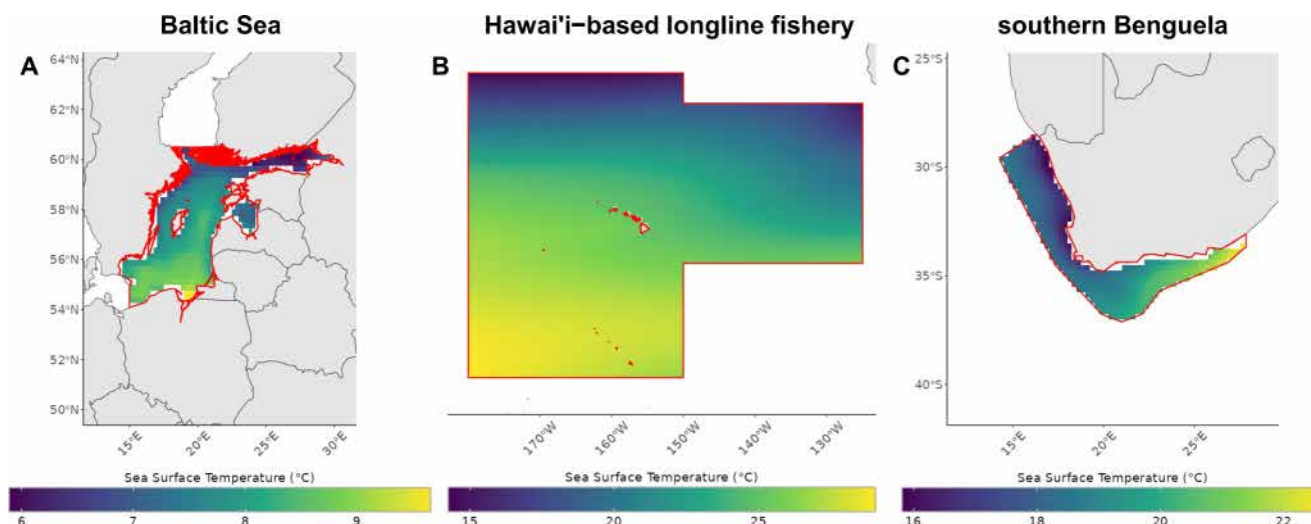 Baltic Sea
Hawai'i−based longline fishery
southern Benguela
A
64°N
62°N
60°N
58°N
56°N
54°N
52°N
50°N
15°E
20°E
25°E
30°E
Sea Surface Temperature (°C)
6
7
8
9
B
170°W
160°W
150°W
140°W
130°W
Sea Surface Temperature (°C)
15
20
25
C
25°S
30°S
35°S
40°S
15°E
20°E
25°E
Sea Surface Temperature (°C)
16
18
20
22